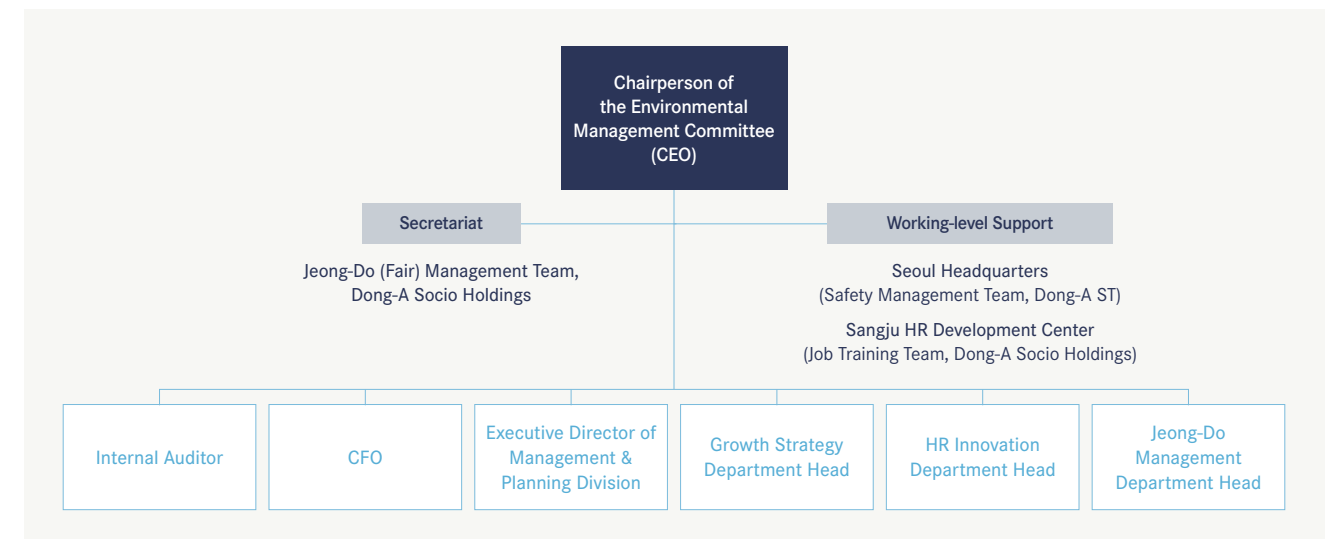 Chairperson of
the Environmental
Management Committee
(CEO)
Secretariat
Working-level Support
Jeong-Do (Fair) Management Team,
Dong-A Socio Holdings
Seoul Headquarters
(Safety Management Team, Dong-A ST)
Sangju HR Development Center
(Job Training Team, Dong-A Socio Holdings)
Internal Auditor
CFO
Executive Director of
Management &
Planning Division
Growth Strategy
Department Head
HR Innovation
Department Head
Jeong-Do
Management
Department Head